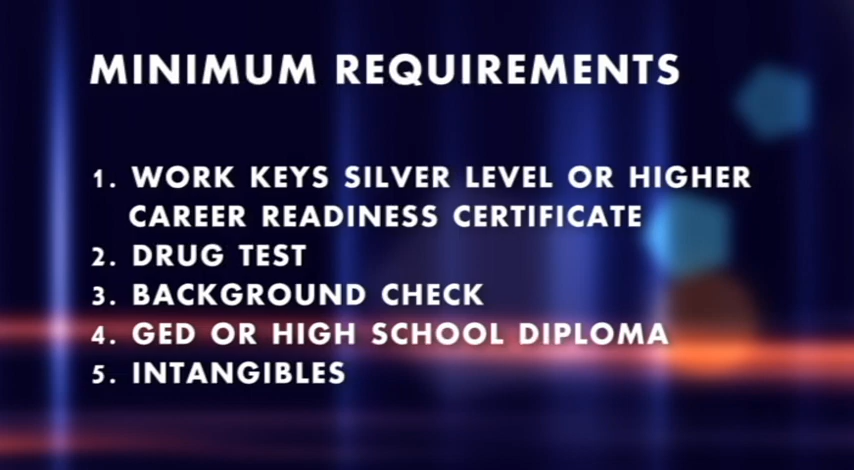 MINIMUM REQUIREMENTS
1. WORK KEYS SILVER LEVEL OR HIGHER
CAREER READINESS CERTIFICATE
2. DRUG TEST
3. BACKGROUND CHECK
4. GED OR HIGH SCHOOL DIPLOMA
5. INTANGIBLES